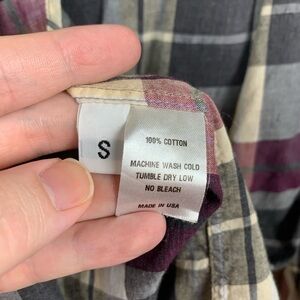 S
100% COTTON
MACHINE WASH COLD
TUMBLE DRY LOW
NO BLEACH
MADE IN USA